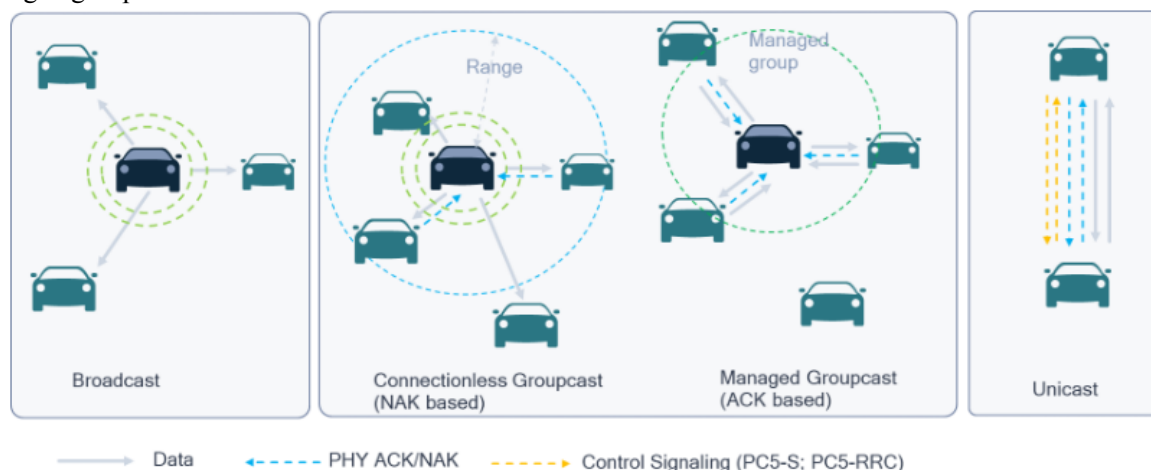 Range
Managed
group
Broadcast
Connectionless Groupcast
(NAK based)
Managed Groupcast
(ACK based)
Unicast
Data
PHY ACK/NAK
Control Signaling (PC5-S; PC5-RRC)